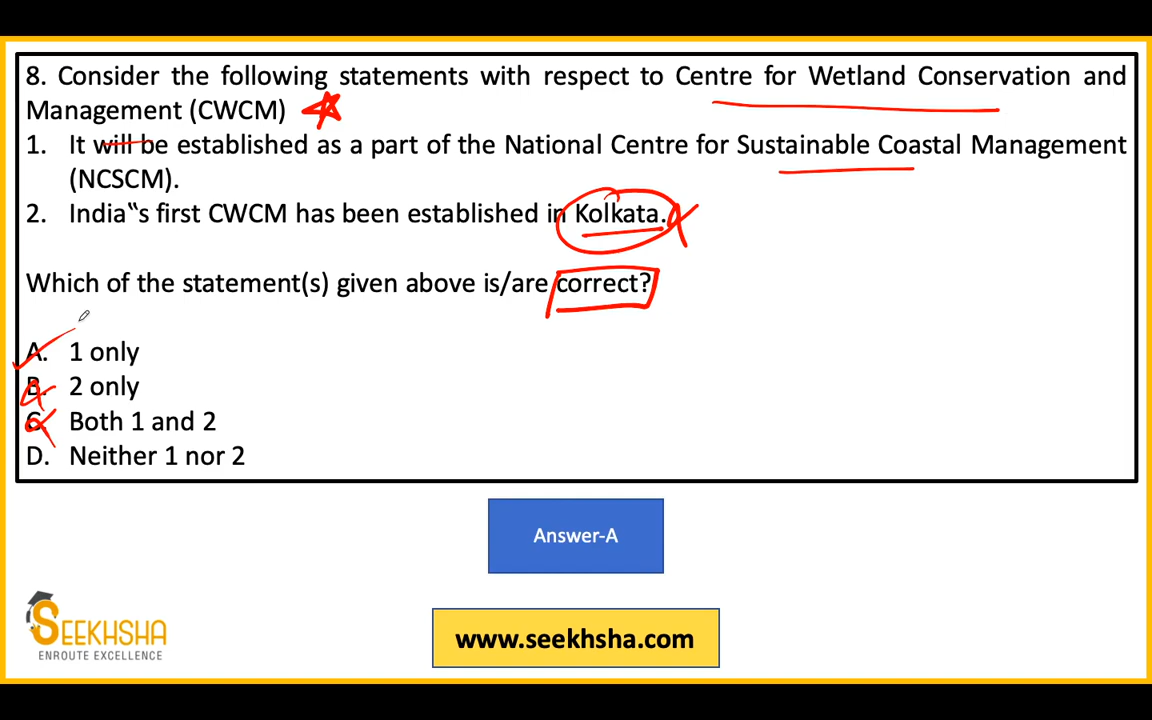 8. Consider the following statements with respect to Centre for Wetland Conservation and
Management (CWCM)
1. It will be established as a part of the National Centre for Sustainable Coastal Management
(NCSCM).
2. India‟s first CWCM has been established in Kolkata.
Which of the statement(s) given above is/are correct?
A. 1 only
B. 2 only
C. Both 1 and 2
D. Neither 1 nor 2
Answer-A
SEEKHSHA
ENROUTE EXCELLENCE
www.seekhsha.com